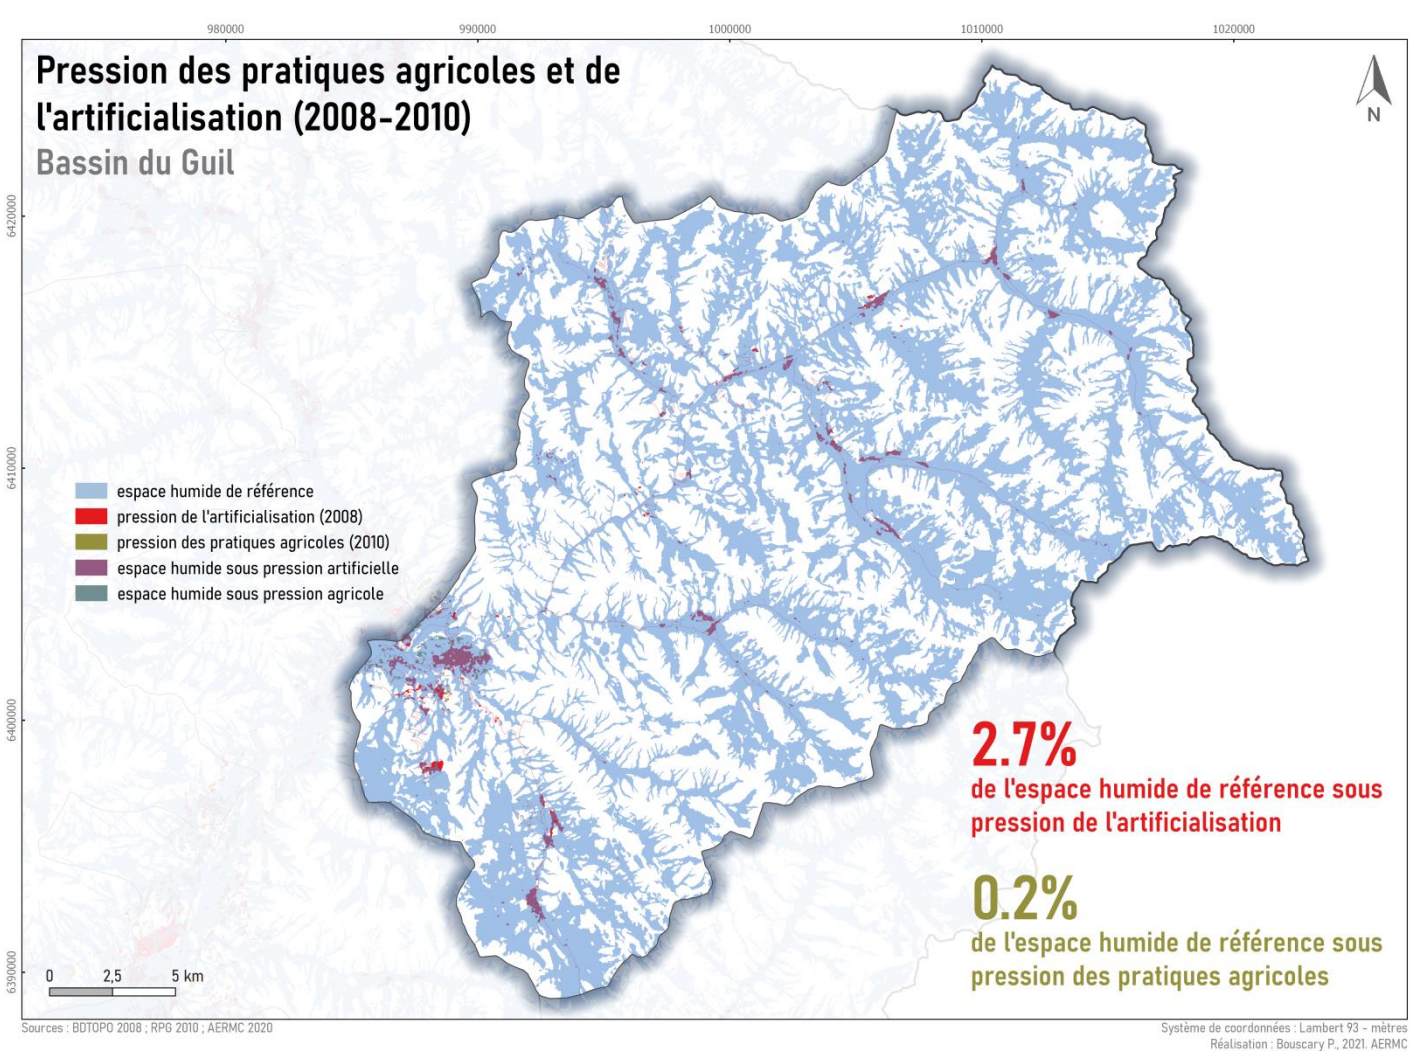 980000
990000
1000000
1010000
1020000
Pression des pratiques agricoles et de
l'artificialisation (2008-2010)
Bassin du Guil
N
6420000
6410000
6400000
6390000
espace humide de référence
pression de l'artificialisation (2008)
pression des pratiques agricoles (2010)
espace humide sous pression artificielle
espace humide sous pression agricole
2.7%
de l'espace humide de référence sous
pression de l'artificialisation
0.2%
de l'espace humide de référence sous
pression des pratiques agricoles
0 2,5 5 km
Sources : BDTOPO 2008 ; RPG 2010 ; AERMC 2020
Système de coordonnées : Lambert 93 - mètres
Réalisation : Bouscary P., 2021. AERMC